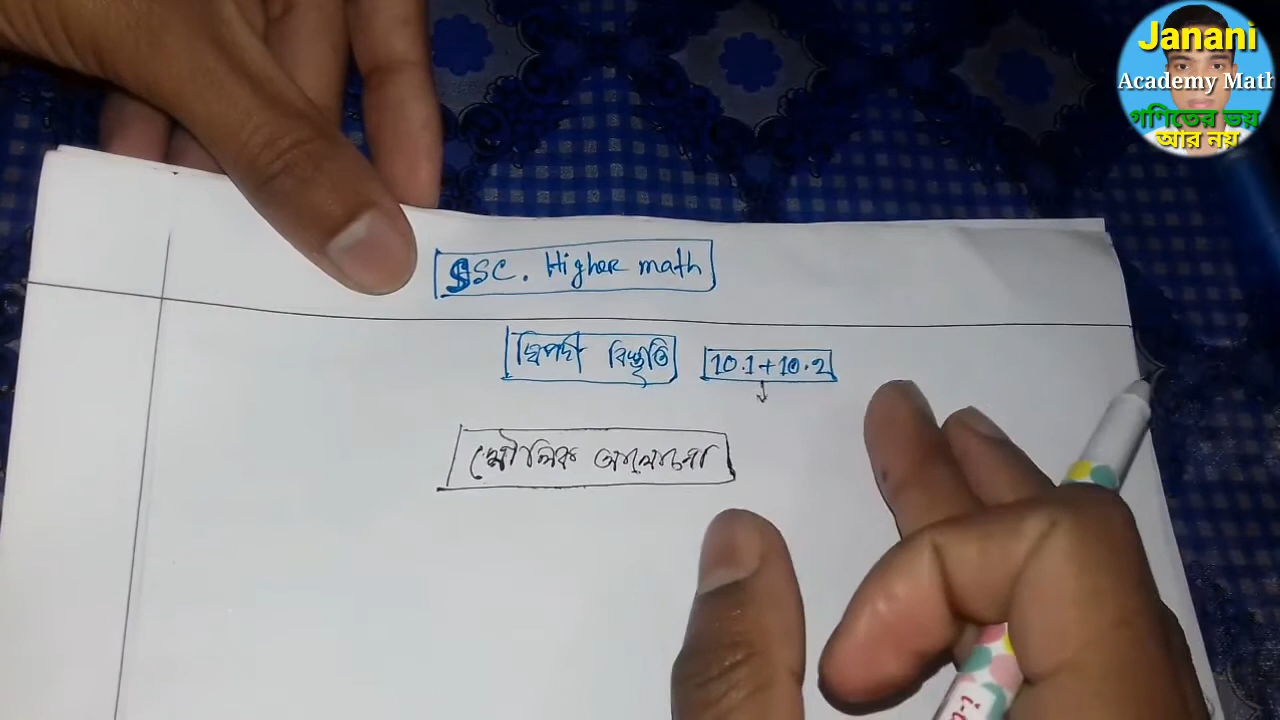 Janani
Academy Math
গণিতের ভয়
আর নয়
SSC. Higher math
দ্বিপদী বিস্তৃতি 10.1+10.2
মৌলিক আলোচনা